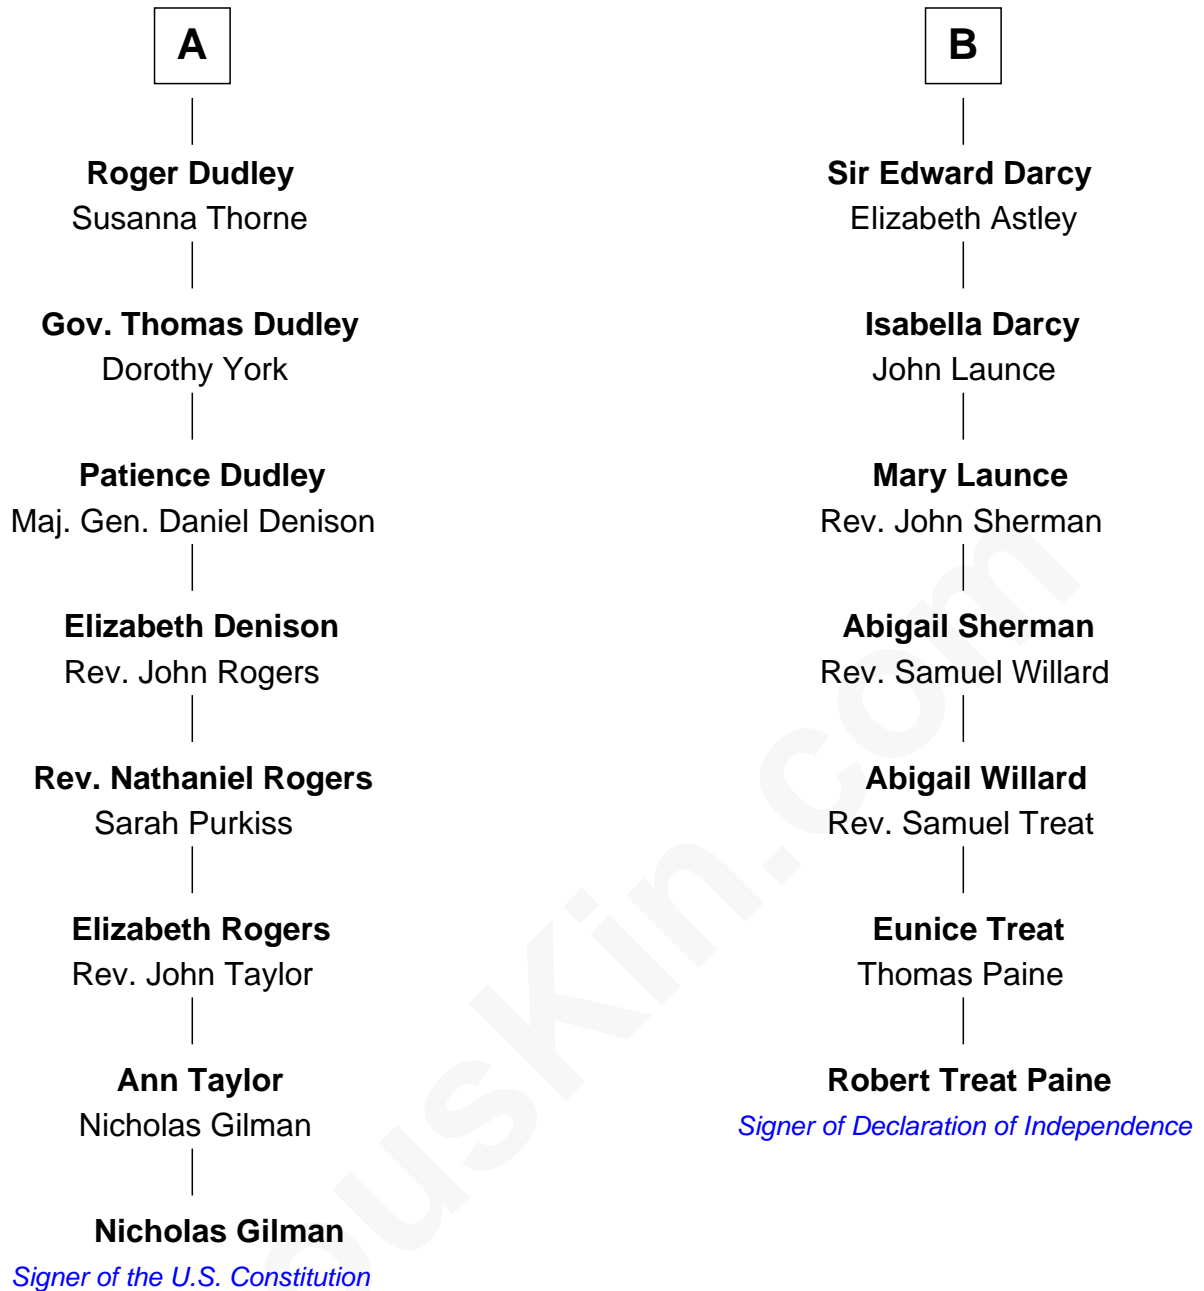 A
Roger Dudley
Susanna Thorne
Gov. Thomas Dudley
Dorothy York
Patience Dudley
Maj. Gen. Daniel Denison
Elizabeth Denison
Rev. John Rogers
Rev. Nathaniel Rogers
Sarah Purkiss
Elizabeth Rogers
Rev. John Taylor
Ann Taylor
Nicholas Gilman
Nicholas Gilman
Signer of the U.S. Constitution
B
Sir Edward Darcy
Elizabeth Astley
Isabella Darcy
John Launce
Mary Launce
Rev. John Sherman
Abigail Sherman
Rev. Samuel Willard
Abigail Willard
Rev. Samuel Treat
Eunice Treat
Thomas Paine
Robert Treat Paine
Signer of Declaration of Independence
ousKin.com